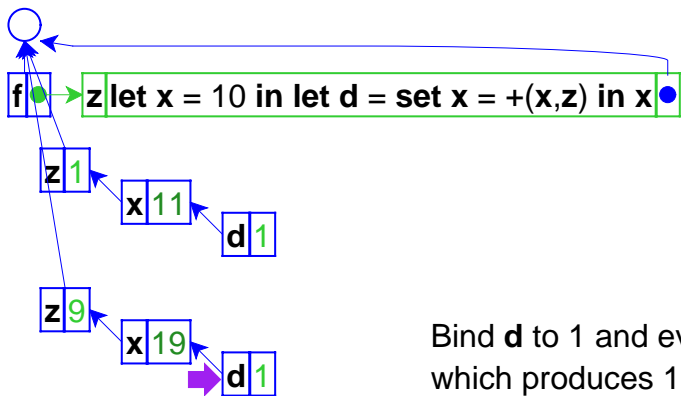 f z let x = 10 in let d = set x = +(x,z) in x
z 1
x 11
d 1
z 9
x 19
d 1
Bind d to 1 and
which produces 1